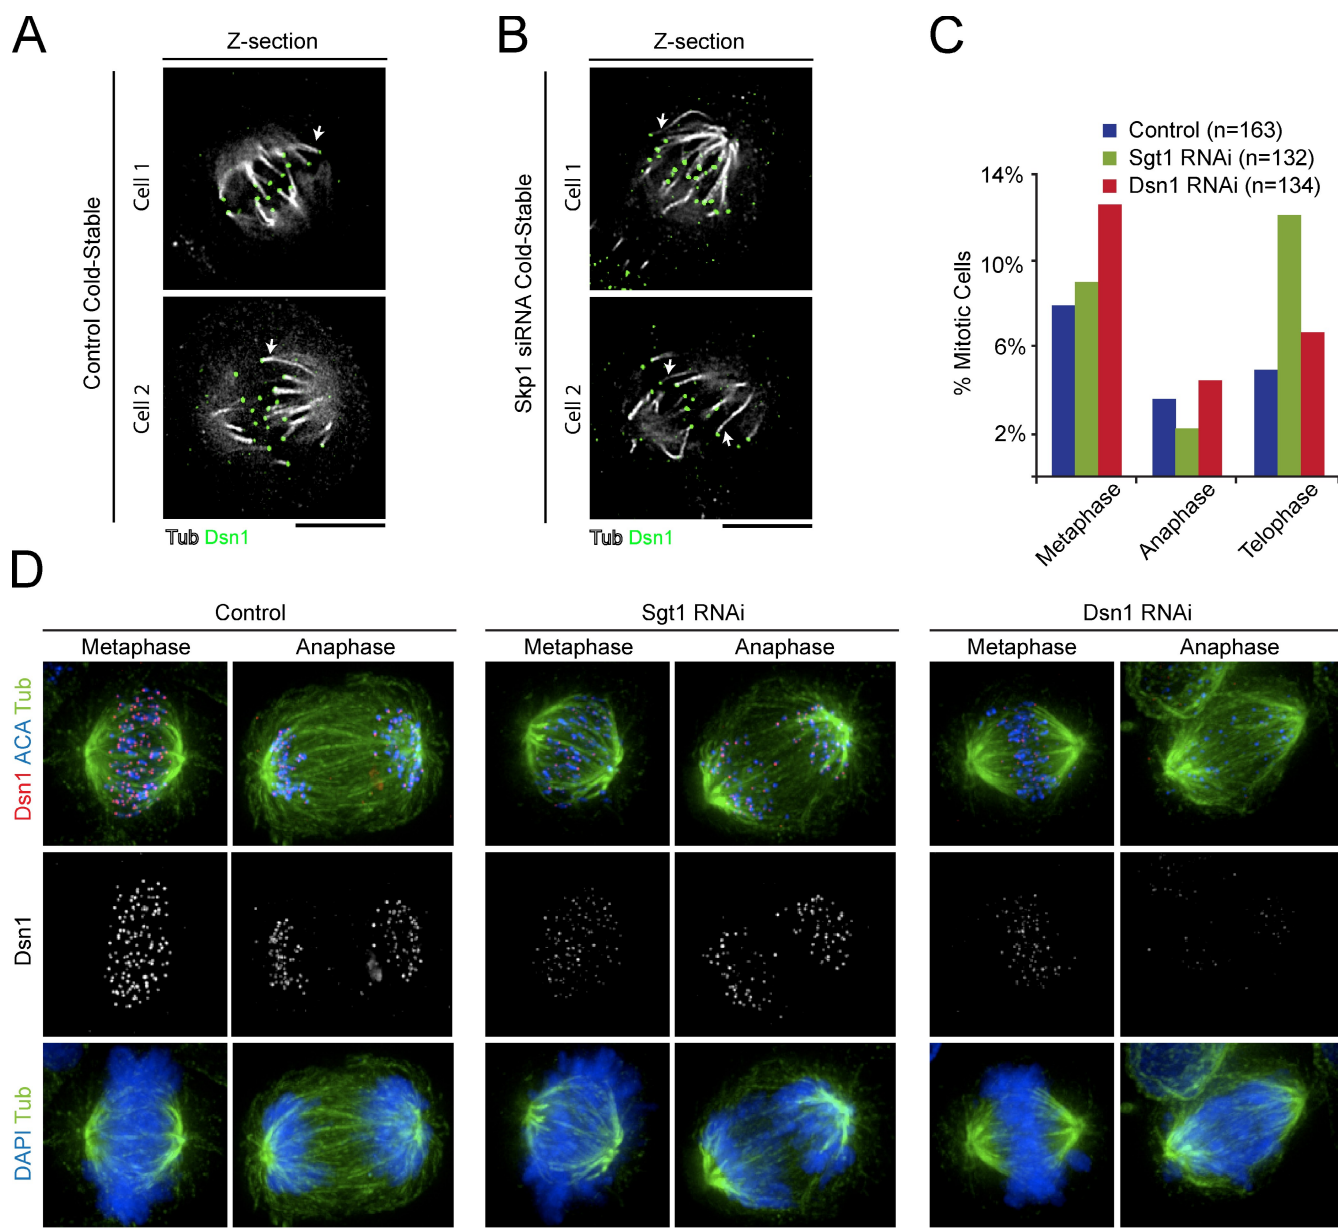 A
Z-section
Control Cold-Stable
Cell 1
Cell 2
Tub Dsn1
B
Z-section
Skp1 siRNA Cold-Stable
Cell 1
Cell 2
Tub Dsn1
C
Control (n=163)
Sgt1 RNAi (n=132)
Dsn1 RNAi (n=134)
% Mitotic Cells
14%
10%
6%
2%
Metaphase
Anaphase
Telophase
D
Control
Sgt1 RNAi
Dsn1 RNAi
Metaphase
Anaphase
Metaphase
Anaphase
Metaphase
Anaphase
Dsn1 ACA Tub
Dsn1
DAPI Tub